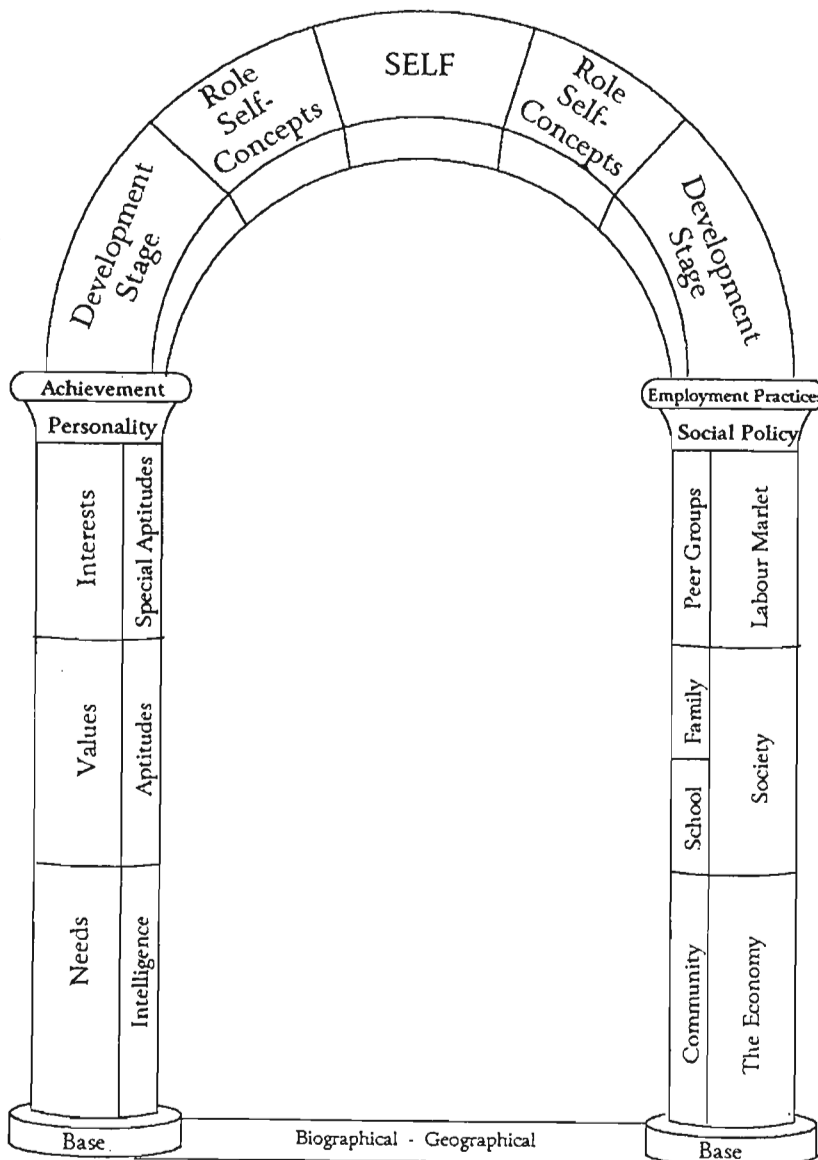 SELF
Role
Self-
Concepts
Role
Self-
Concepts
Development
Stage
Development
Stage
Achievement
Personality
Interests
Special Aptitudes
Values
Aptitudes
Needs
Intelligence
Base
Employment Practices
Social Policy
Peer Groups
Labour Marlet
Family
School
Society
Community
The Economy
Base
Biographical - Geographical